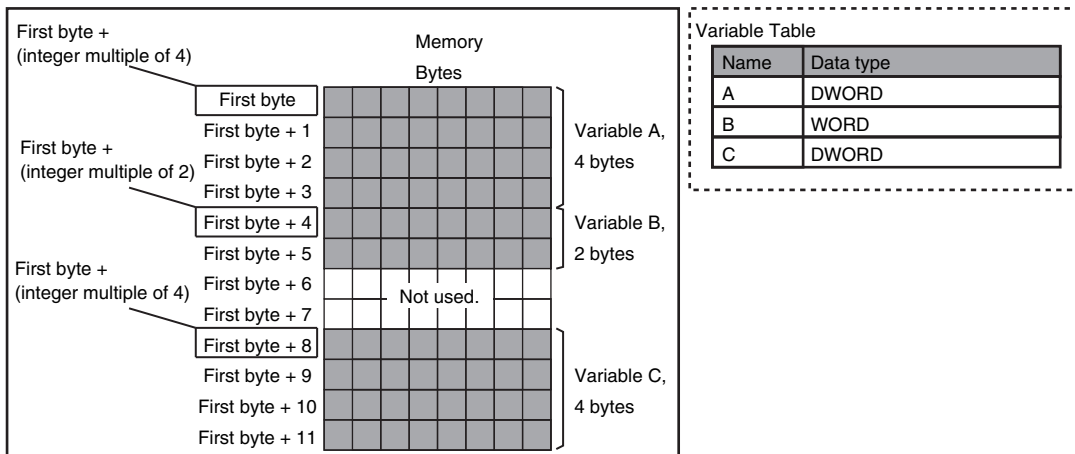 First byte +
(integer multiple of 4)
Memory
Bytes
First byte
First byte + 1
First byte + 2
First byte + 3
Variable A,
4 bytes
First byte +
(integer multiple of 2)
First byte + 4
First byte + 5
Variable B,
2 bytes
First byte +
(integer multiple of 4)
First byte + 6
First byte + 7
Not used.
First byte + 8
First byte + 9
First byte + 10
First byte + 11
Variable C,
4 bytes
Variable Table
Name Data type
A DWORD
B WORD
C DWORD